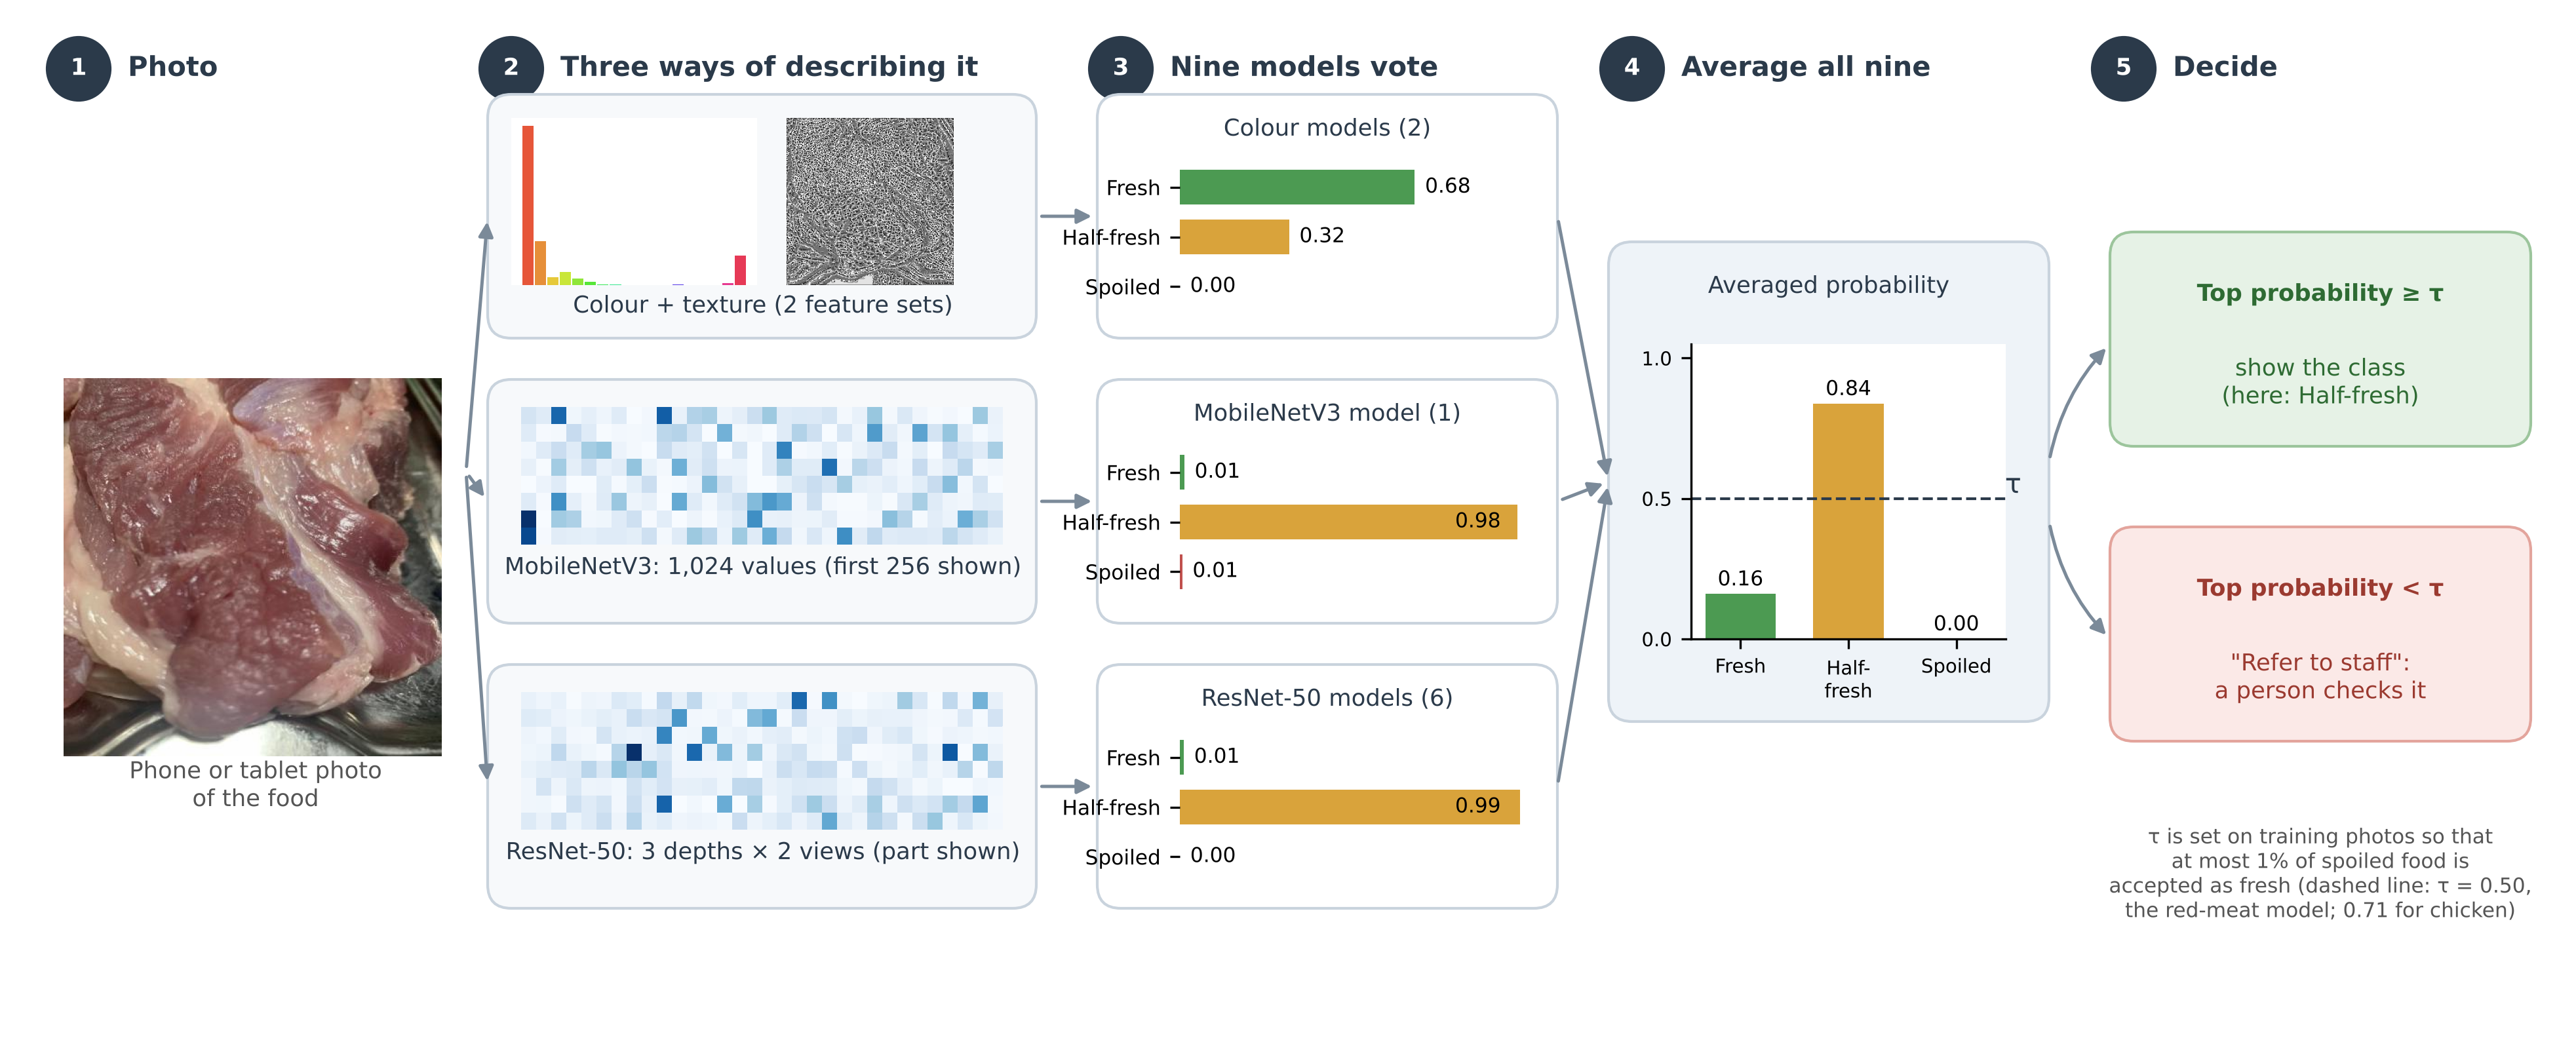 1 Photo
Phone or tablet photo
of the food
2 Three ways of describing it
Colour + texture (2 feature sets)
MobileNetV3: 1,024 values (first 256 shown)
ResNet-50: 3 depths × 2 views (part shown)
3 Nine models vote
Colour models (2)
Fresh 0.68
Half-fresh 0.32
Spoiled 0.00
MobileNetV3 model (1)
Fresh 0.01
Half-fresh 0.98
Spoiled 0.01
ResNet-50 models (6)
Fresh 0.01
Half-fresh 0.99
Spoiled 0.00
4 Average all nine
Averaged probability
1.0
0.84
τ
0.5
0.16
0.00
0.0
Fresh Half- Spoiled
fresh
5 Decide
Top probability ≥ τ
show the class
(here: Half-fresh)
Top probability < τ
"Refer to staff":
a person checks it
τ is set on training photos so that
at most 1% of spoiled food is
accepted as fresh (dashed line: τ = 0.50,
the red-meat model; 0.71 for chicken)